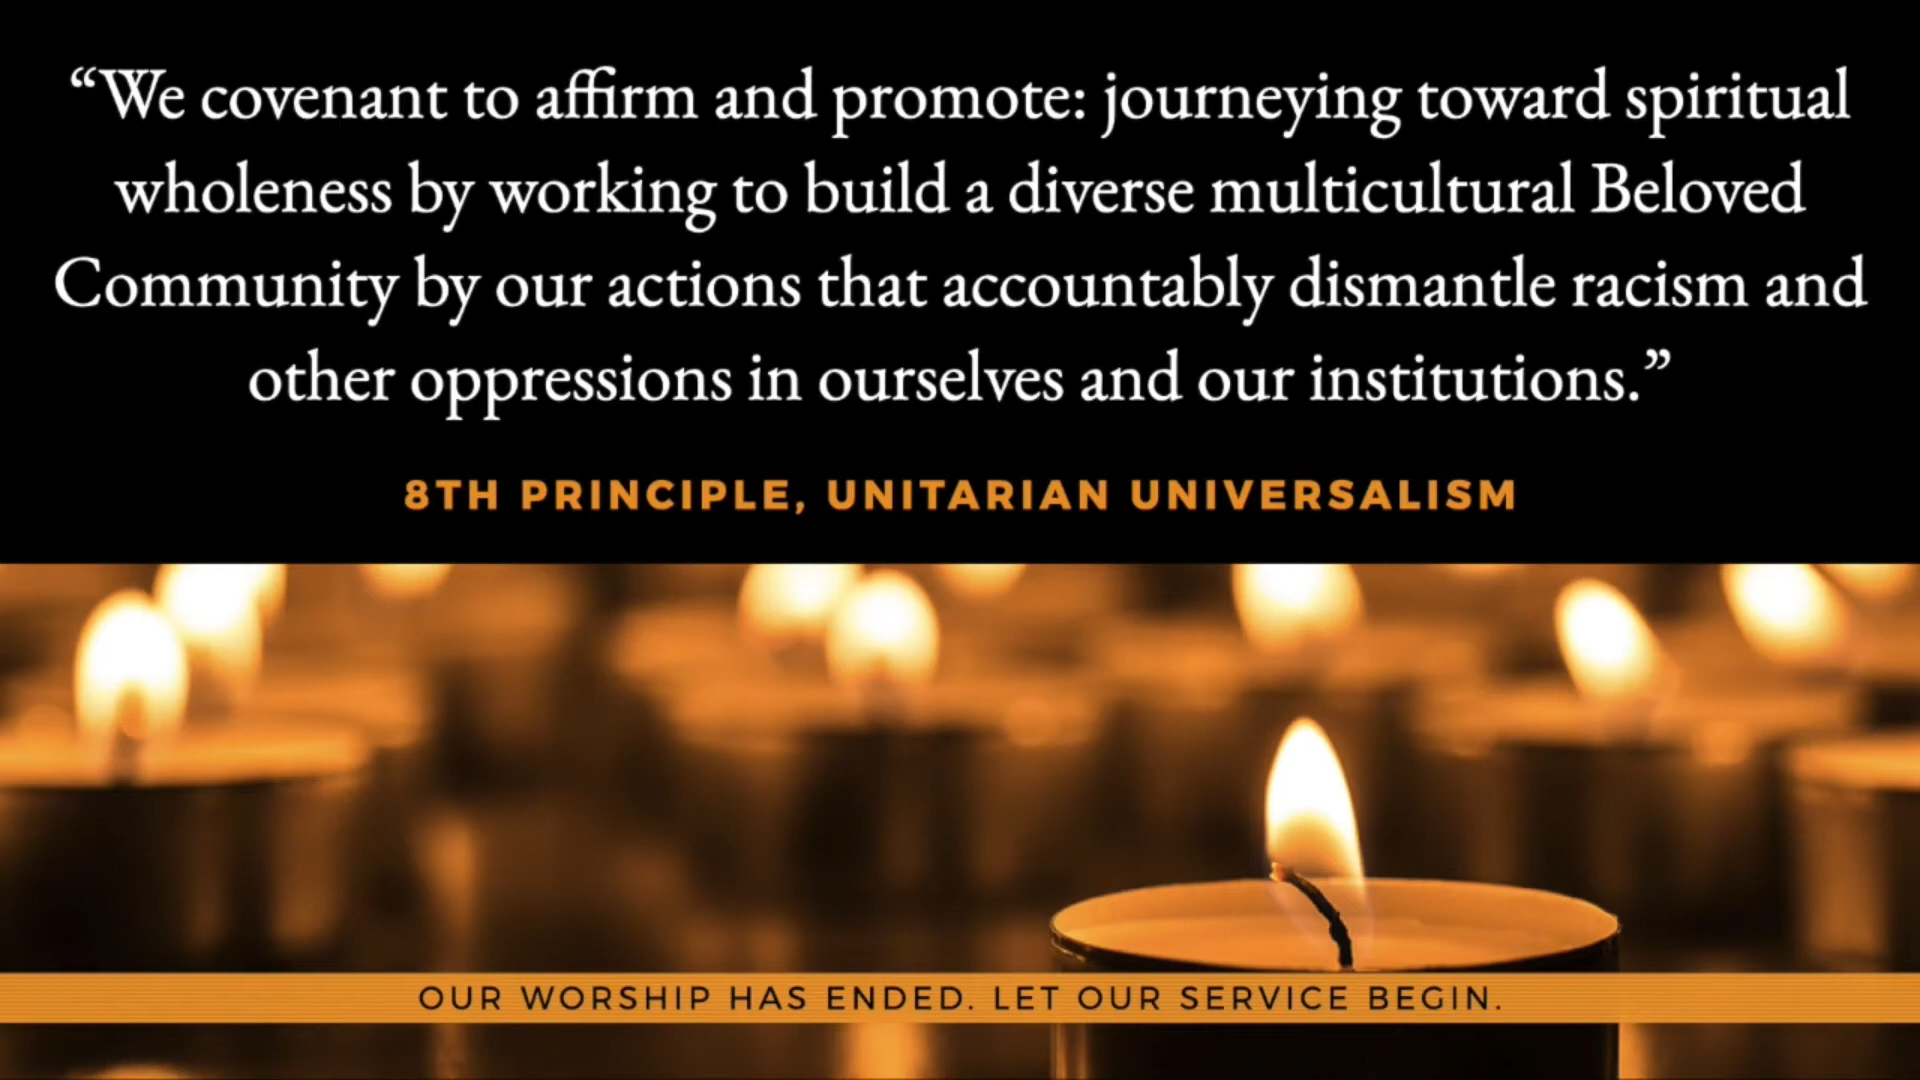 “We covenant to affirm and promote: journeying toward spiritual
wholeness by working to build a diverse multicultural Beloved
Community by our actions that accountably dismantle racism and
other oppressions in ourselves and our institutions.”
8TH PRINCIPLE, UNITARIAN UNIVERSALISM
OUR WORSHIP HAS ENDED. LET OUR SERVICE BEGIN.